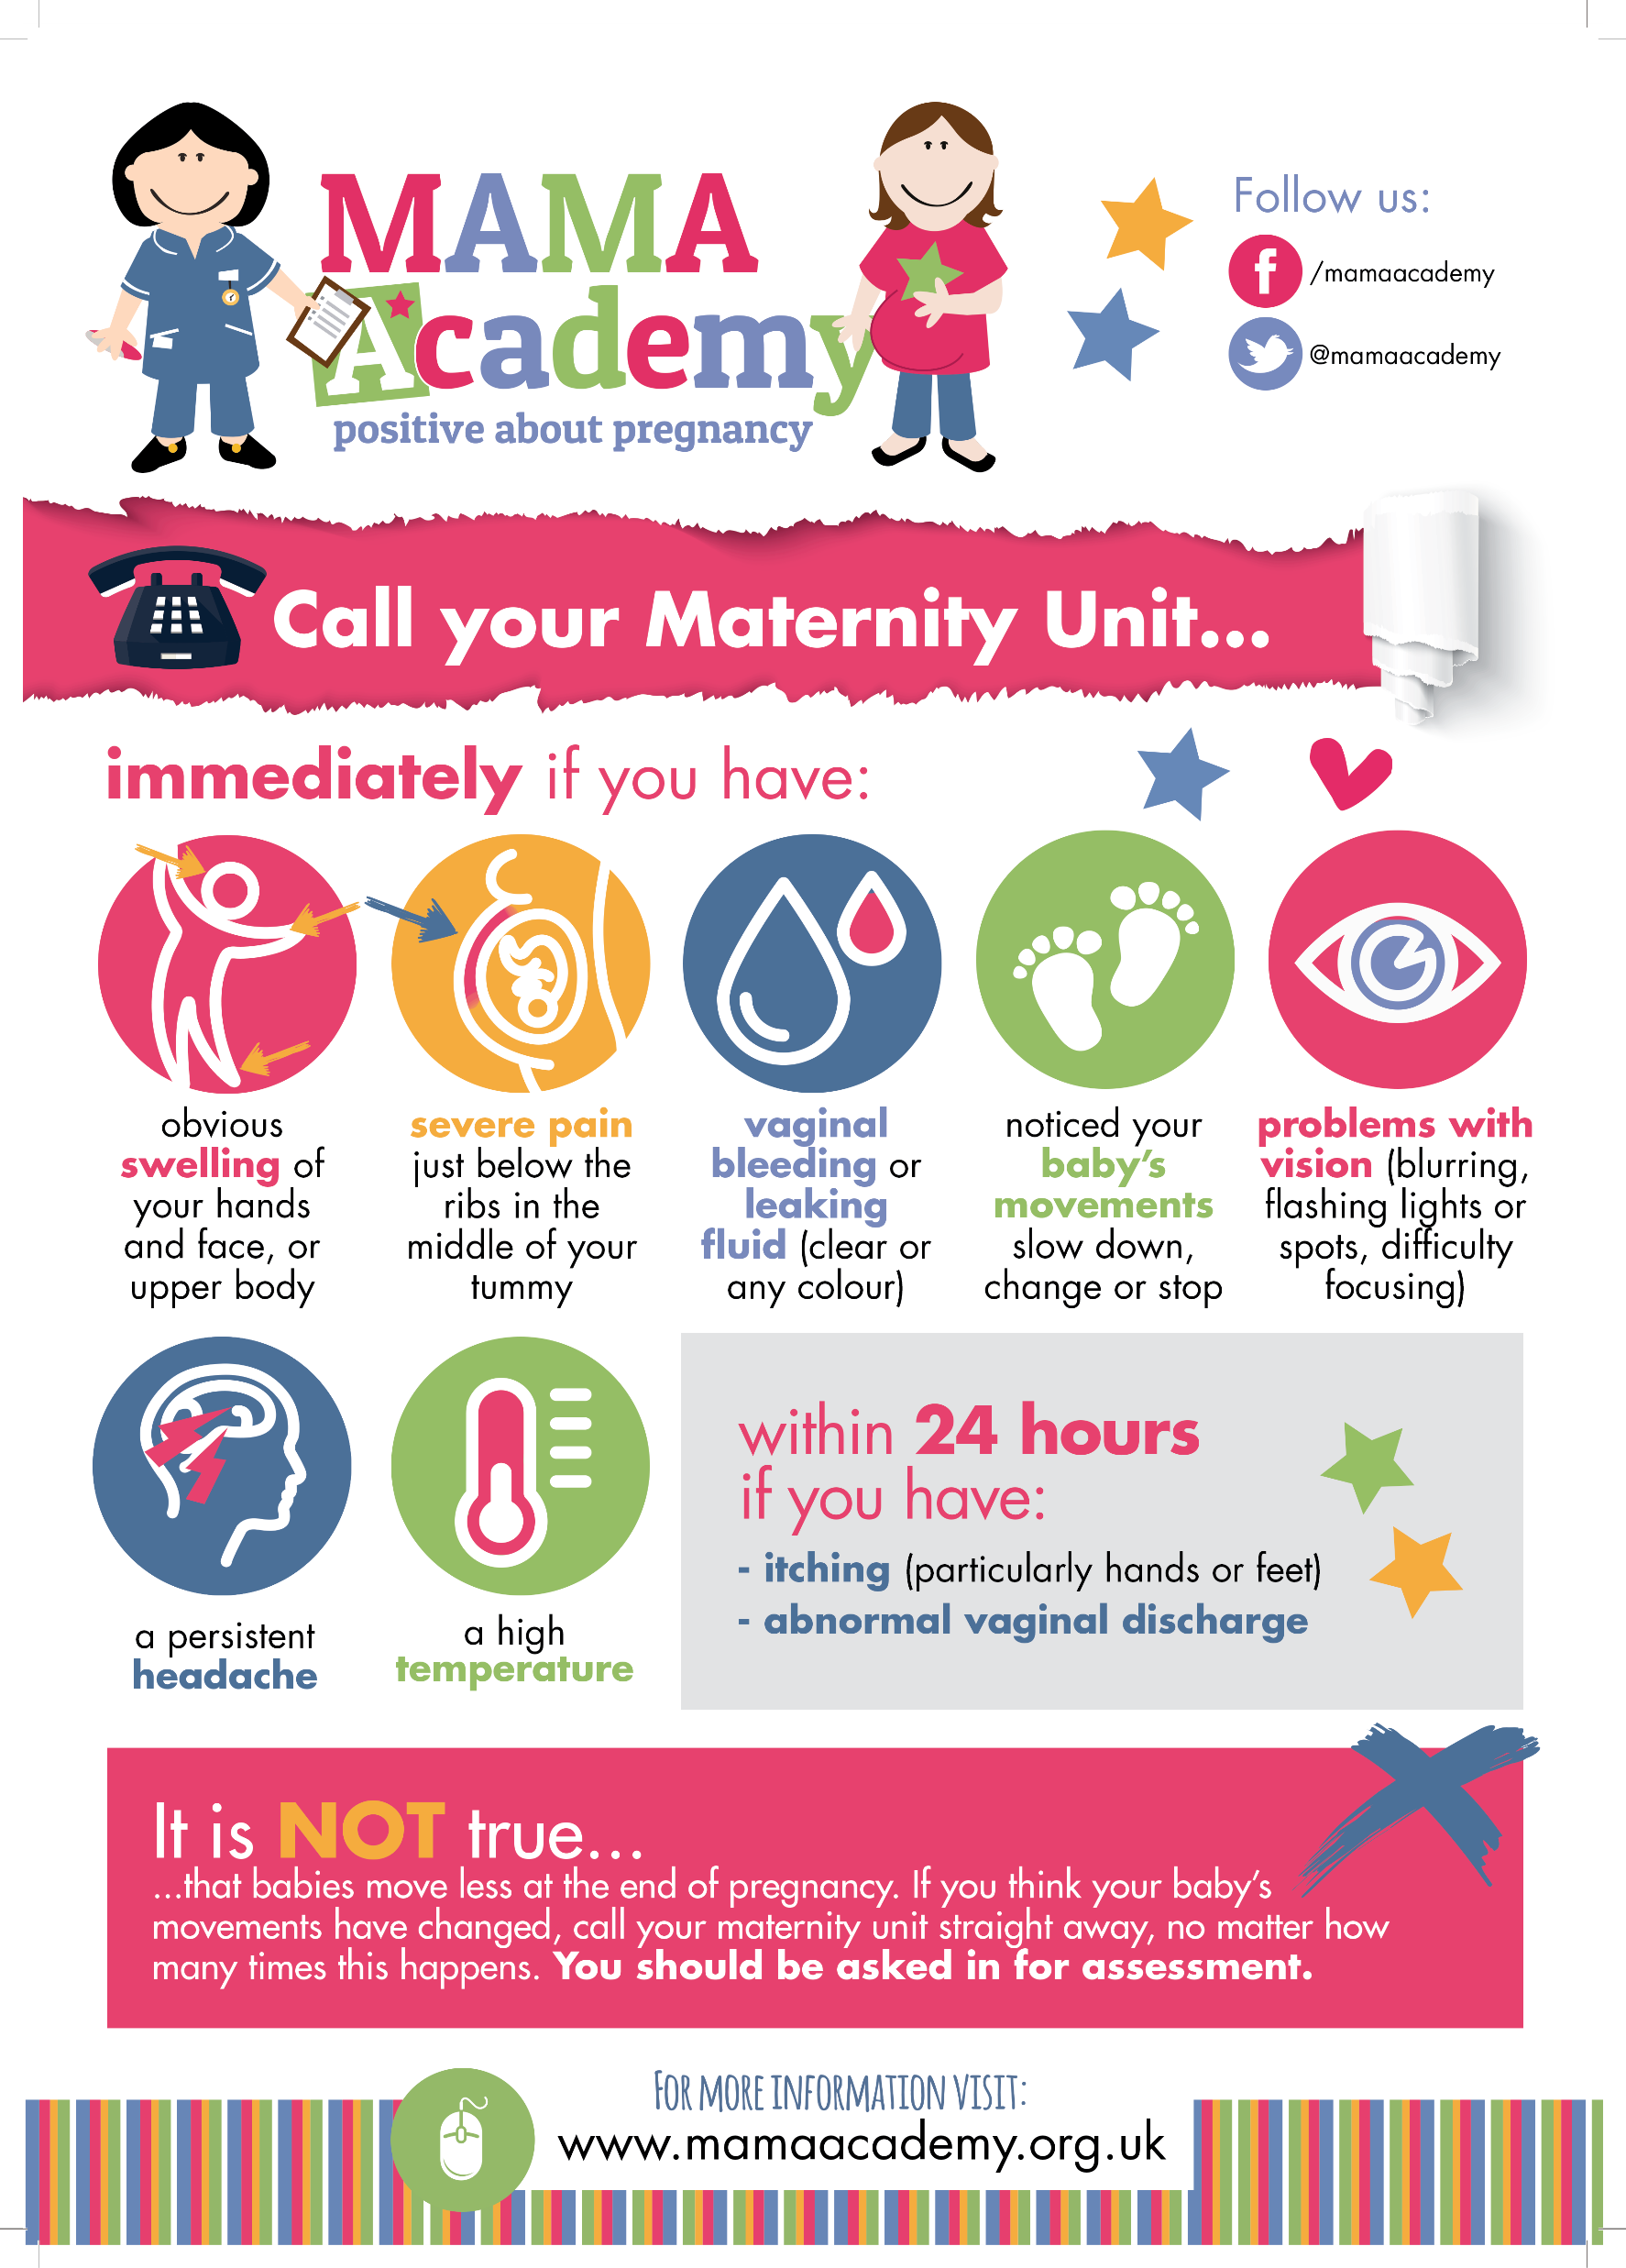 MAMA
Academy
positive about pregnancy
Follow us:
/mamaacademy
@mamaacademy
Call your Maternity Unit...
immediately if you have:
obvious
swelling of
your hands
and face, or
upper body
severe pain
just below the
ribs in the
middle of your
tummy
vaginal
bleeding or
leaking
fluid (clear or
any colour)
noticed your
baby's
movements
slow down,
change or stop
problems with
vision (blurring,
flashing lights or
spots, difficulty
focusing)
a persistent
headache
a high
temperature
within 24 hours
if you have:
- itching (particularly hands or feet)
- abnormal vaginal discharge
It is NOT true...
...that babies move less at the end of pregnancy. If you think your baby's
movements have changed, call your maternity unit straight away, no matter how
many times this happens. You should be asked in for assessment.
FOR MORE INFORMATION VISIT:
www.mamaacademy.org.uk